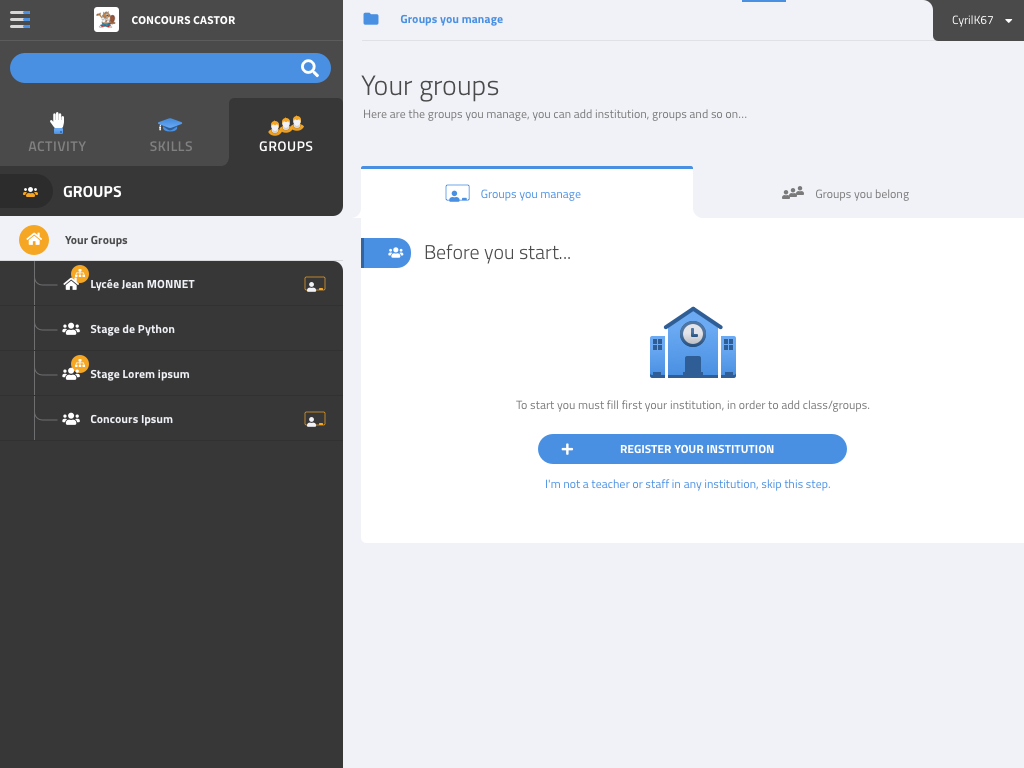 CONCOURS CASTOR
Groups you manage
CyrilK67
ACTIVITY
SKILLS
GROUPS
GROUPS
Your Groups
Lycée Jean MONNET
Stage de Python
Stage Lorem ipsum
Concours Ipsum
Your groups
Here are the groups you manage, you can add institution, groups and so on...
Groups you manage
Groups you belong
Before you start...
To start you must fill first your institution, in order to add class/groups.
REGISTER YOUR INSTITUTION
I'm not a teacher or staff in any institution, skip this step.